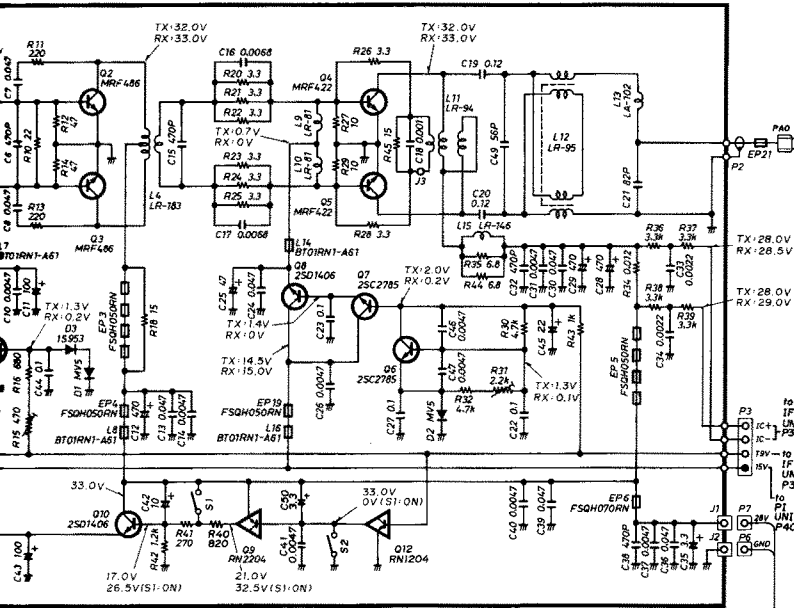 TX:32.0V
RX:33.0V
TX:32.0V
RX:33.0V
R11
220
C7 0.047
Q2
MRF486
C6 470P
R10 22
R12
47
R14
47
C8 0.047
R13
220
Q3
MRF486
L4
LR-183
C15 470P
C16 0.0068
R20 3.3
R21 3.3
R22 3.3
R23 3.3
R24 3.3
R25 3.3
C17 0.0068
TX:0.7V
RX:0V
Q4
MRF422
R26 3.3
L9
LR-81
L10
LR-81
R27
10
R29
10
Q5
MRF422
R28 3.3
R45 15
C18 0.001
J3
L11
LR-94
C19 0.12
C49 56P
C20
0.12
L12
LR-95
L13
LA-102
C21 82P
P2
EP21
PAO
L15 LR-146
R35 6.8
R44 6.8
C32 470P
C31 0.0047
C30 0.047
C29 470
C28 470
R34 0.012
R36
3.3k
R37
3.3k
C33
0.0022
R38
3.3k
R39
3.3k
C34 0.0022
TX:28.0V
RX:28.5V
TX:28.0V
RX:29.0V
L7
BT01RN1-A61
C10 0.0047
C11 100
TX:1.3V
RX:0.2V
D3
1S953
D1 MV5
R16 680
C44 0.1
R15 470
EP3
FSQH050RN
R18 15
EP4
FSQH050RN
L8
BT01RN1-A61
C12 470
C13 0.047
C14 0.0047
L14
BT01RN1-A61
Q8
2SD1406
C25 47
C24 0.047
TX:1.4V
RX:0V
TX:14.5V
RX:15.0V
C23 0.1
Q7
2SC2785
TX:2.0V
RX:0.2V
Q6
2SC2785
C46
0.0047
C47
0.0047
R30
4.7k
C45 22
R43 1k
R31
2.2k
R32
4.7k
D2 MV5
C27 0.1
C22 0.1
TX:1.3V
RX:0.1V
C26 0.0047
EP19
FSQH050RN
L16
BT01RN1-A61
EP5
FSQH050RN
33.0V
Q10
2SD1406
C42
10
R42 1.2k
S1
R41
270
R40
820
Q9
RN2204
C50
3.3
C41
0.0047
33.0V
0V(S1:ON)
S2
Q12
RN1204
17.0V
26.5V(S1:ON)
21.0V
32.5V(S1:ON)
C43 100
C40 0.0047
C39 0.047
EP6
FSQH070RN
C38 470P
C37 0.0047
C36 0.047
C35 3.3
P3
IC+
IC-
T9V
15V
to
IF
UN
P3
to
IF
UN
P3
to
PI
UNI
P40
J1
P7
28V
J2
P6
GND